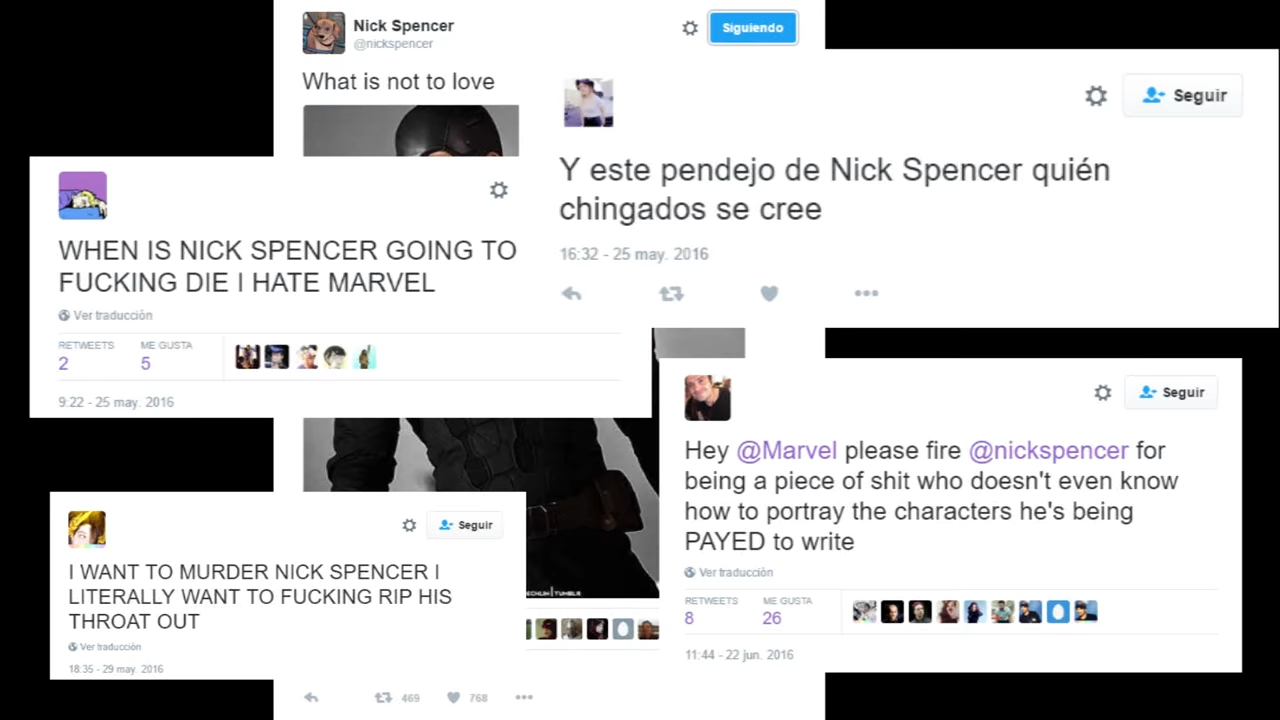 Nick Spencer
@nickspencer
Siguiendo
What is not to love
Seguir
Y este pendejo de Nick Spencer quién
chingados se cree
16:32 - 25 may. 2016
WHEN IS NICK SPENCER GOING TO
FUCKING DIE I HATE MARVEL
Ver traducción
RETWEETS ME GUSTA
2 5
9:22 - 25 may. 2016
Seguir
Hey @Marvel please fire @nickspencer for
being a piece of shit who doesn't even know
how to portray the characters he's being
PAYED to write
Ver traducción
RETWEETS ME GUSTA
8 26
11:44 - 22 jun. 2016
Seguir
I WANT TO MURDER NICK SPENCER I
LITERALLY WANT TO FUCKING RIP HIS
THROAT OUT
Ver traducción
18:35 - 29 may. 2016
ECHLIN | TUMBLR
469 768